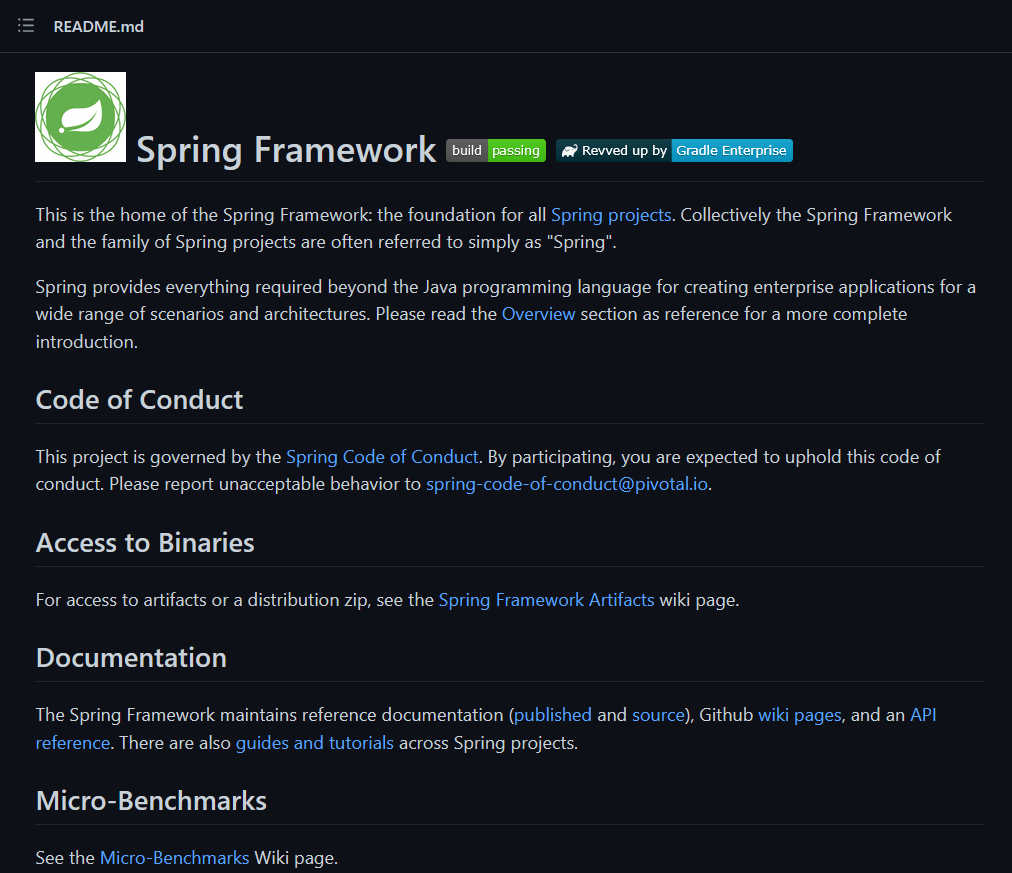 README.md
Spring Framework build passing Revved up by Gradle Enterprise
This is the home of the Spring Framework: the foundation for all Spring projects. Collectively the Spring Framework
and the family of Spring projects are often referred to simply as "Spring".
Spring provides everything required beyond the Java programming language for creating enterprise applications for a
wide range of scenarios and architectures. Please read the Overview section as reference for a more complete
introduction.
Code of Conduct
This project is governed by the Spring Code of Conduct. By participating, you are expected to uphold this code of
conduct. Please report unacceptable behavior to spring-code-of-conduct@pivotal.io.
Access to Binaries
For access to artifacts or a distribution zip, see the Spring Framework Artifacts wiki page.
Documentation
The Spring Framework maintains reference documentation (published and source), Github wiki pages, and an API
reference. There are also guides and tutorials across Spring projects.
Micro-Benchmarks
See the Micro-Benchmarks Wiki page.